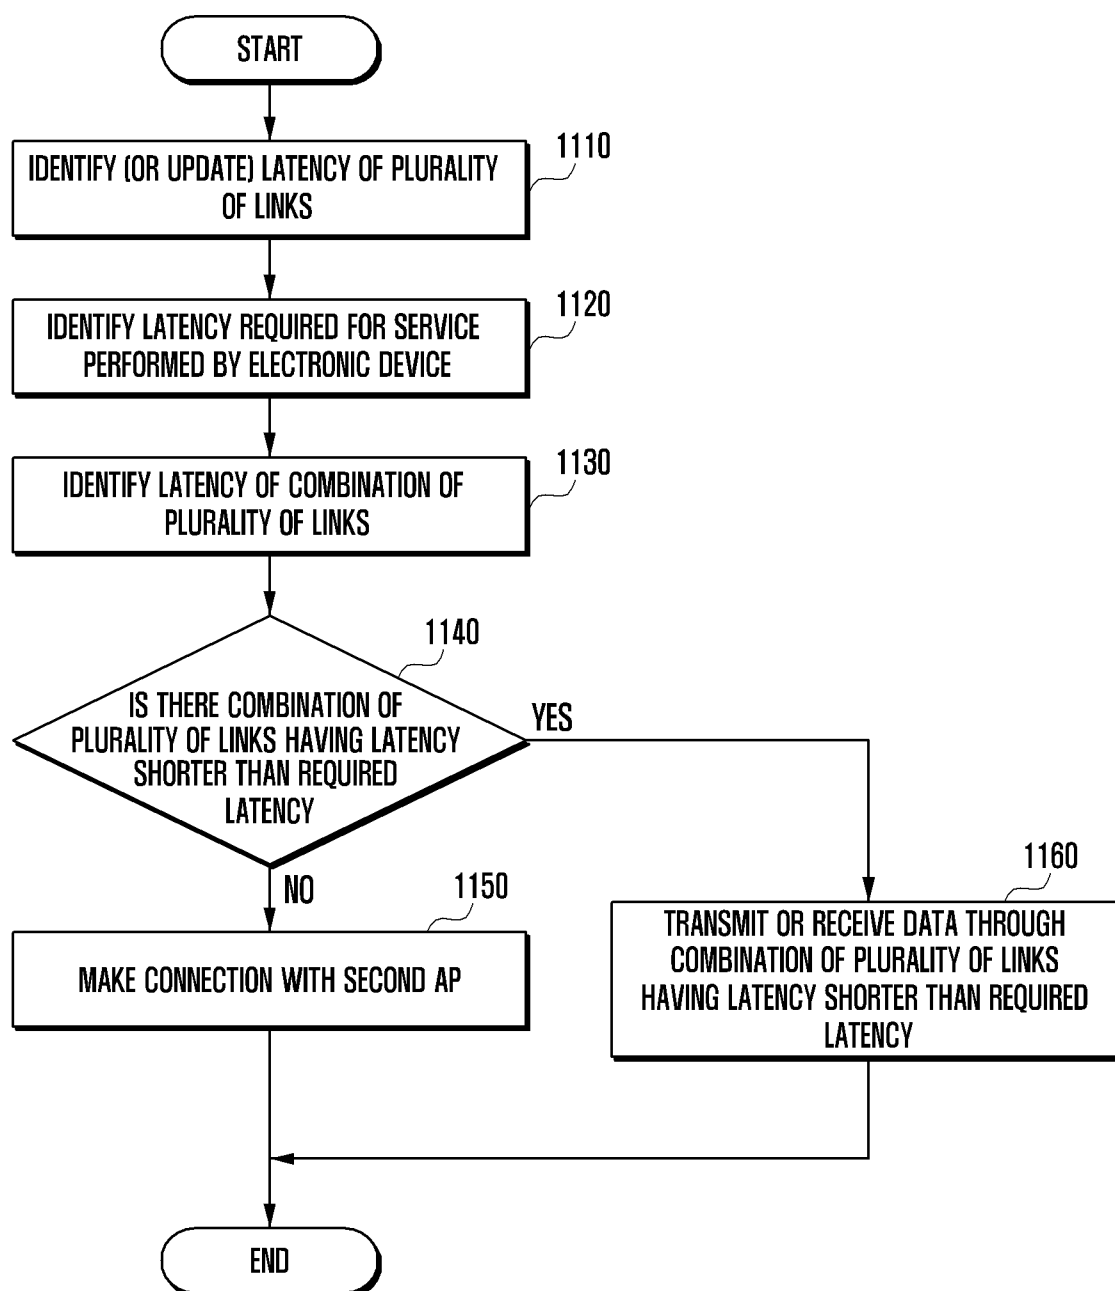 START
1110
IDENTIFY (OR UPDATE) LATENCY OF PLURALITY
OF LINKS
1120
IDENTIFY LATENCY REQUIRED FOR SERVICE
PERFORMED BY ELECTRONIC DEVICE
1130
IDENTIFY LATENCY OF COMBINATION OF
PLURALITY OF LINKS
1140
IS THERE COMBINATION OF
PLURALITY OF LINKS HAVING LATENCY
SHORTER THAN REQUIRED
LATENCY
YES
NO
1150
MAKE CONNECTION WITH SECOND AP
1160
TRANSMIT OR RECEIVE DATA THROUGH
COMBINATION OF PLURALITY OF LINKS
HAVING LATENCY SHORTER THAN REQUIRED
LATENCY
END